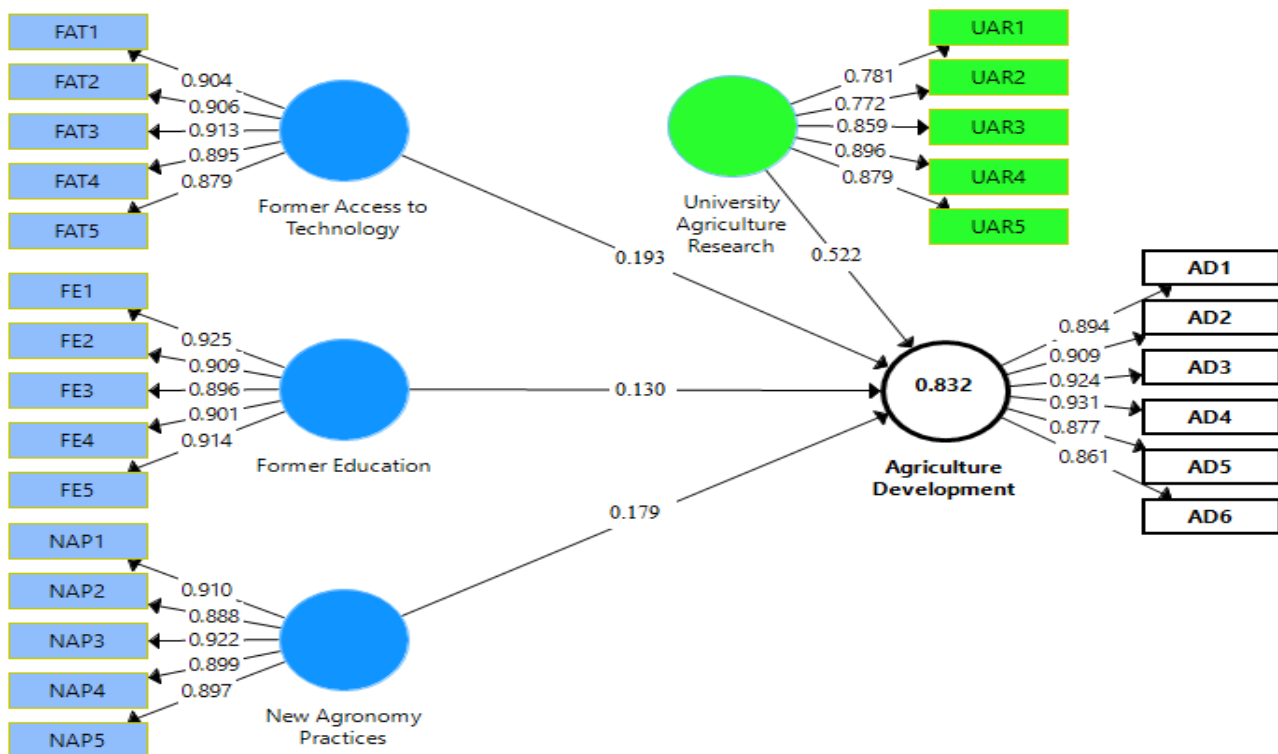 FAT1
FAT2
FAT3
FAT4
FAT5
0.904
0.906
0.913
0.895
0.879
Former Access to
Technology
UAR1
UAR2
UAR3
UAR4
UAR5
0.781
0.772
0.859
0.896
0.879
University
Agriculture
Research
0.193
0.522
FE1
FE2
FE3
FE4
FE5
0.925
0.909
0.896
0.901
0.914
Former Education
0.130
0.832
Agriculture
Development
AD1
AD2
AD3
AD4
AD5
AD6
0.894
0.909
0.924
0.931
0.877
0.861
0.179
NAP1
NAP2
NAP3
NAP4
NAP5
0.910
0.888
0.922
0.899
0.897
New Agronomy
Practices